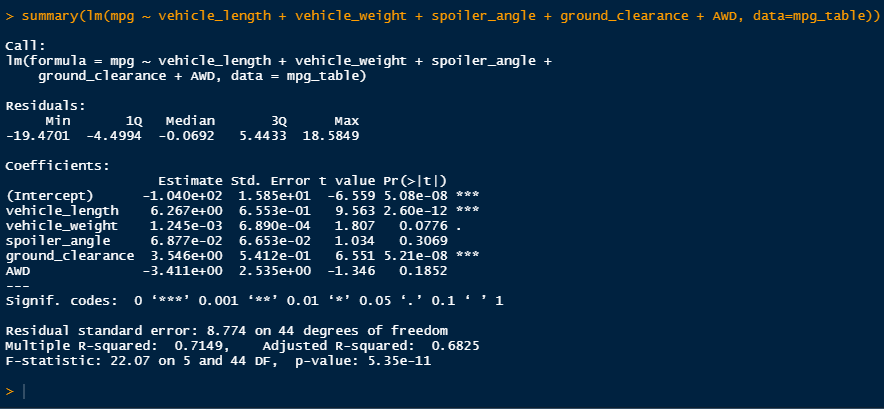 > summary(lm(mpg ~ vehicle_length + vehicle_weight + spoiler_angle + ground_clearance + AWD, data=mpg_table))
Call:
lm(formula = mpg ~ vehicle_length + vehicle_weight + spoiler_angle +
    ground_clearance + AWD, data = mpg_table)
Residuals:
     Min       1Q   Median       3Q      Max
-19.4701  -4.4994  -0.0692   5.4433  18.5849
Coefficients:
                   Estimate Std. Error t value Pr(>|t|)
(Intercept)      -1.040e+02  1.585e+01  -6.559 5.08e-08 ***
vehicle_length    6.267e+00  6.553e-01   9.563 2.60e-12 ***
vehicle_weight    1.245e-03  6.890e-04   1.807   0.0776 .
spoiler_angle     6.877e-02  6.653e-02   1.034   0.3069
ground_clearance  3.546e+00  5.412e-01   6.551 5.21e-08 ***
AWD              -3.411e+00  2.535e+00  -1.346   0.1852
---
Signif. codes:  0 ‘***’ 0.001 ‘**’ 0.01 ‘*’ 0.05 ‘.’ 0.1 ‘ ’ 1
Residual standard error: 8.774 on 44 degrees of freedom
Multiple R-squared:  0.7149,    Adjusted R-squared:  0.6825
F-statistic: 22.07 on 5 and 44 DF,  p-value: 5.35e-11
>